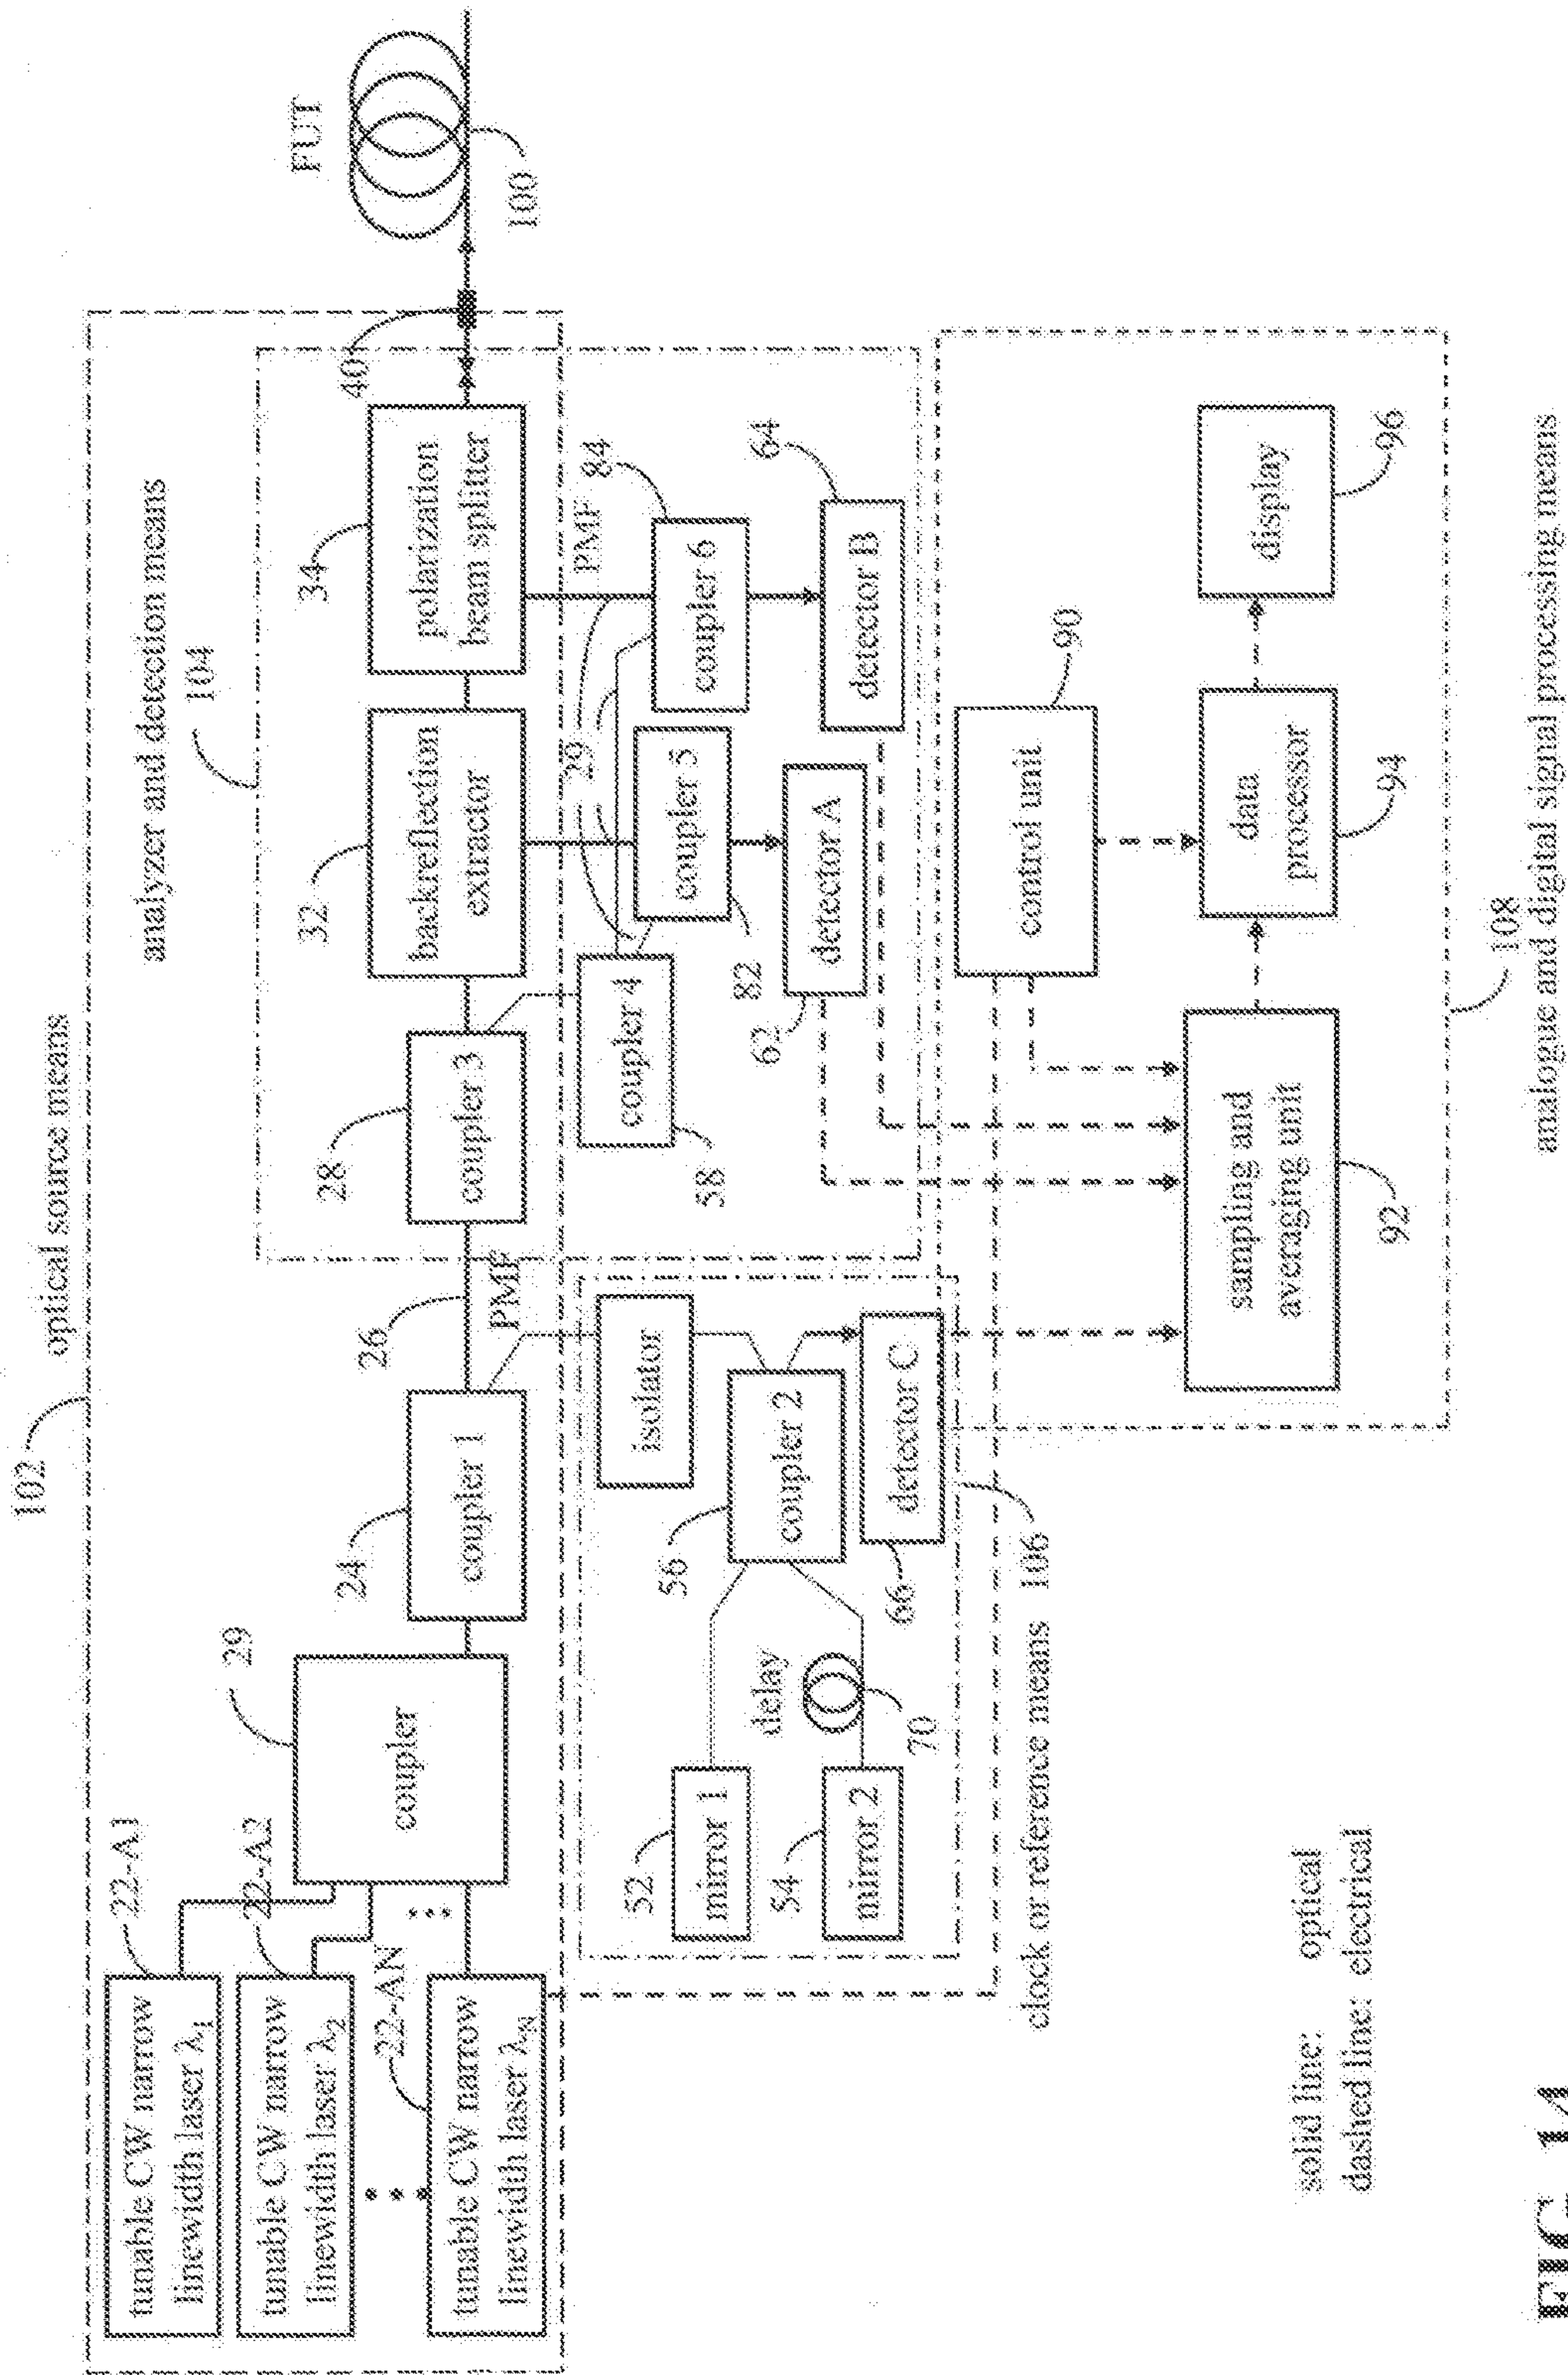 optical source means
102
analyzer and detection means
104
22-A1
tunable CW narrow
linewidth laser λ1
22-A2
tunable CW narrow
linewidth laser λ2
22-AN
tunable CW narrow
linewidth laser λN
29
coupler
24
coupler 1
26
PMF
28
coupler 3
32
backreflection
extractor
34
polarization
beam splitter
40
FUT
100
52
mirror 1
54
mirror 2
delay
70
56
coupler 2
isolator
66
detector C
106
clock or reference means
coupler 4
58
29
PMF
coupler 5
82
coupler 6
84
62
detector A
detector B
64
control unit
90
sampling and
averaging unit
92
data
processor
94
display
96
108
analogue and digital signal processing means
solid line: optical
dashed line: electrical
FIG. 14